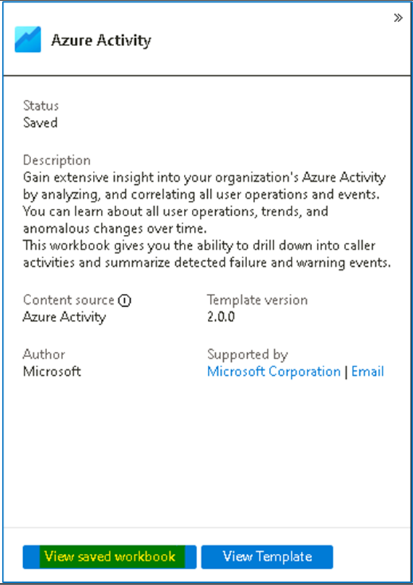 »
Azure Activity
Status
Saved
Description
Gain extensive insight into your organization's Azure Activity
by analyzing, and correlating all user operations and events.
You can learn about all user operations, trends, and
anomalous changes over time.
This workbook gives you the ability to drill down into caller
activities and summarize detected failure and warning events.
Content source Template version
Azure Activity 2.0.0
Author Supported by
Microsoft Microsoft Corporation | Email
View saved workbook View Template